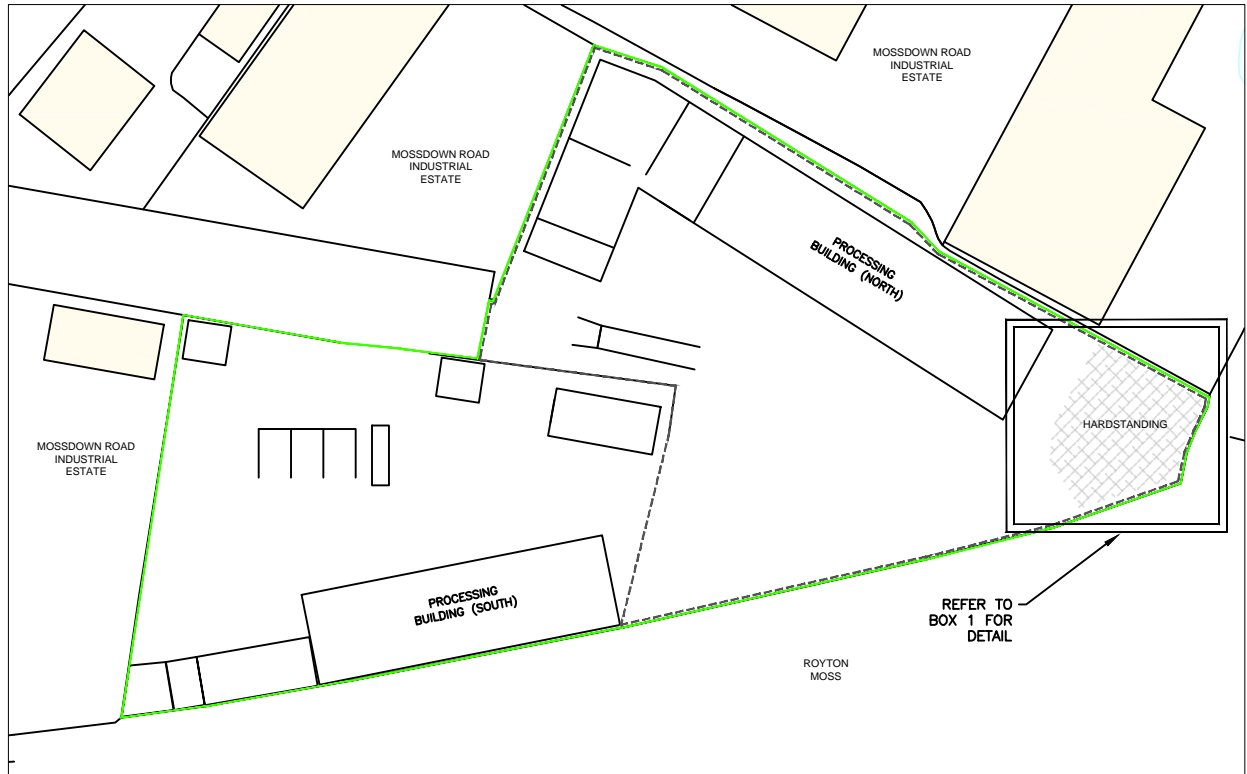 MOSSDOWN ROAD
INDUSTRIAL
ESTATE
MOSSDOWN ROAD
INDUSTRIAL
ESTATE
PROCESSING
BUILDING (NORTH)
HARDSTANDING
MOSSDOWN ROAD
INDUSTRIAL
ESTATE
PROCESSING
BUILDING (SOUTH)
REFER TO
BOX 1 FOR
DETAIL
ROYTON
MOSS